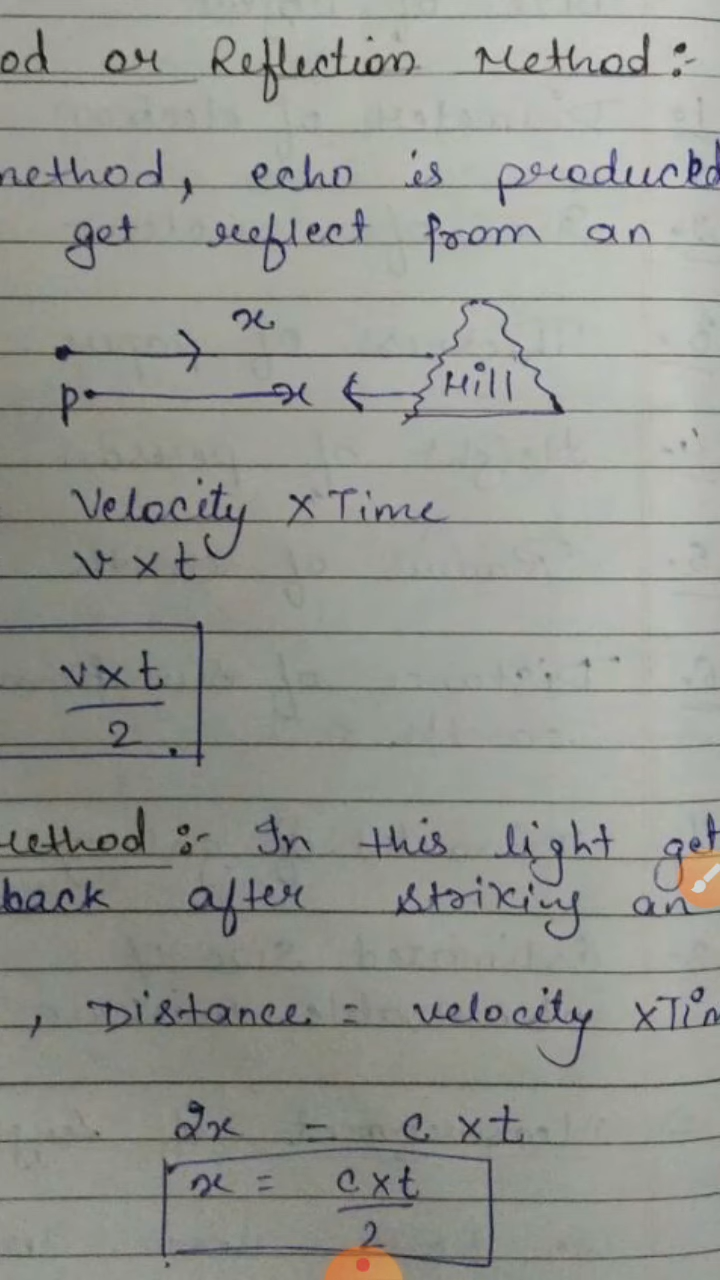 od or Reflection Method :-
method, echo is produced
get reflect from an
x
P x Hill
Velocity x Time
v x t
v x t
2
method :- In this light get
back after striking an
, Distance = velocity x Tim
2x = c x t
x = c x t
2